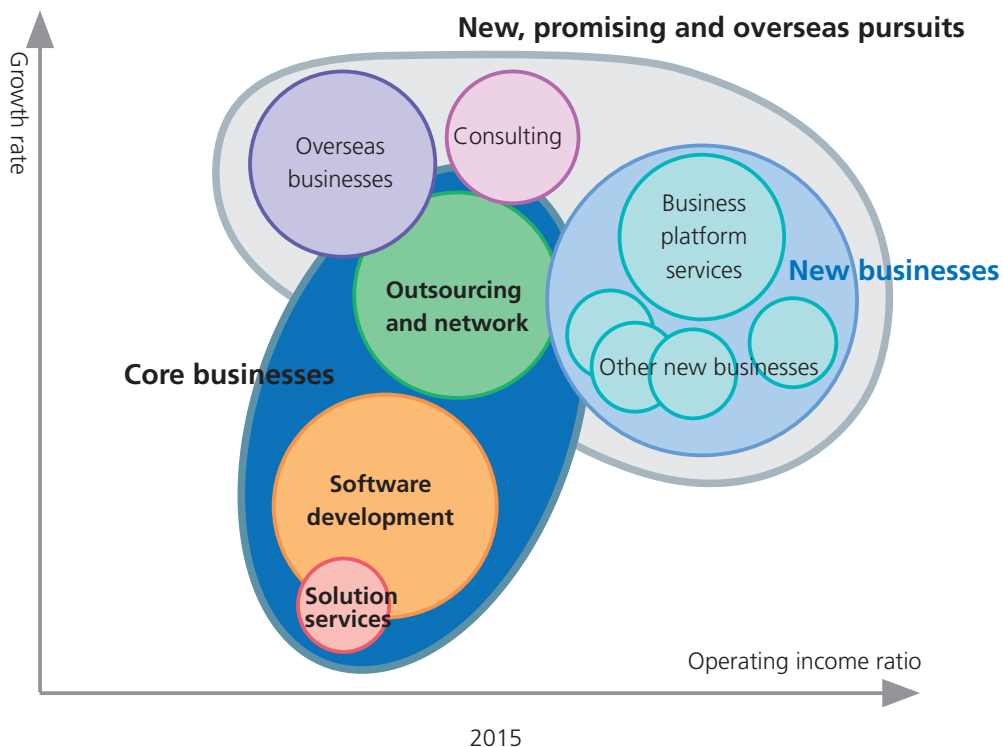 New, promising and overseas pursuits
Growth rate
Overseas
businesses
Consulting
Business
platform
services
New businesses
Outsourcing
and network
Other new businesses
Core businesses
Software
development
Solution
services
Operating income ratio
2015